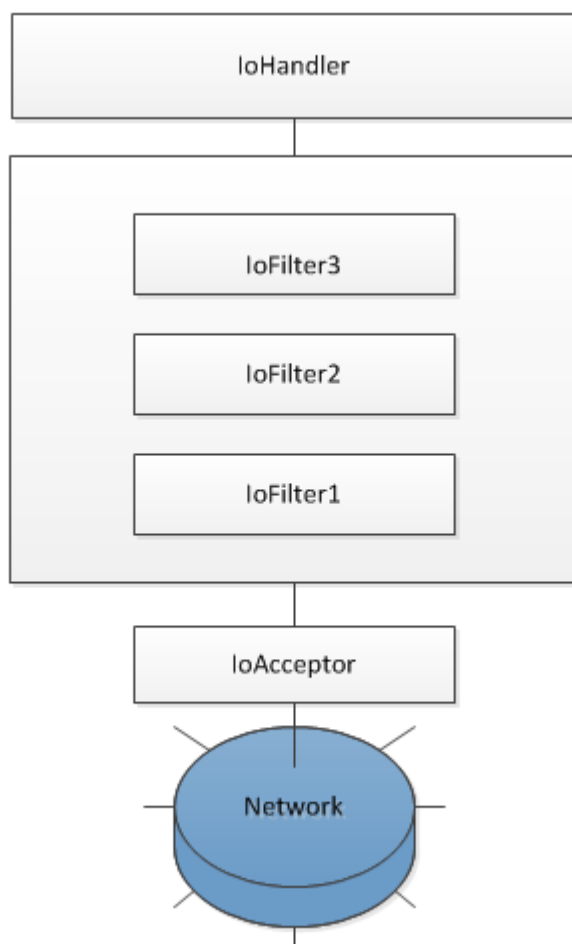 IoHandler
IoFilter3
IoFilter2
IoFilter1
IoAcceptor
Network